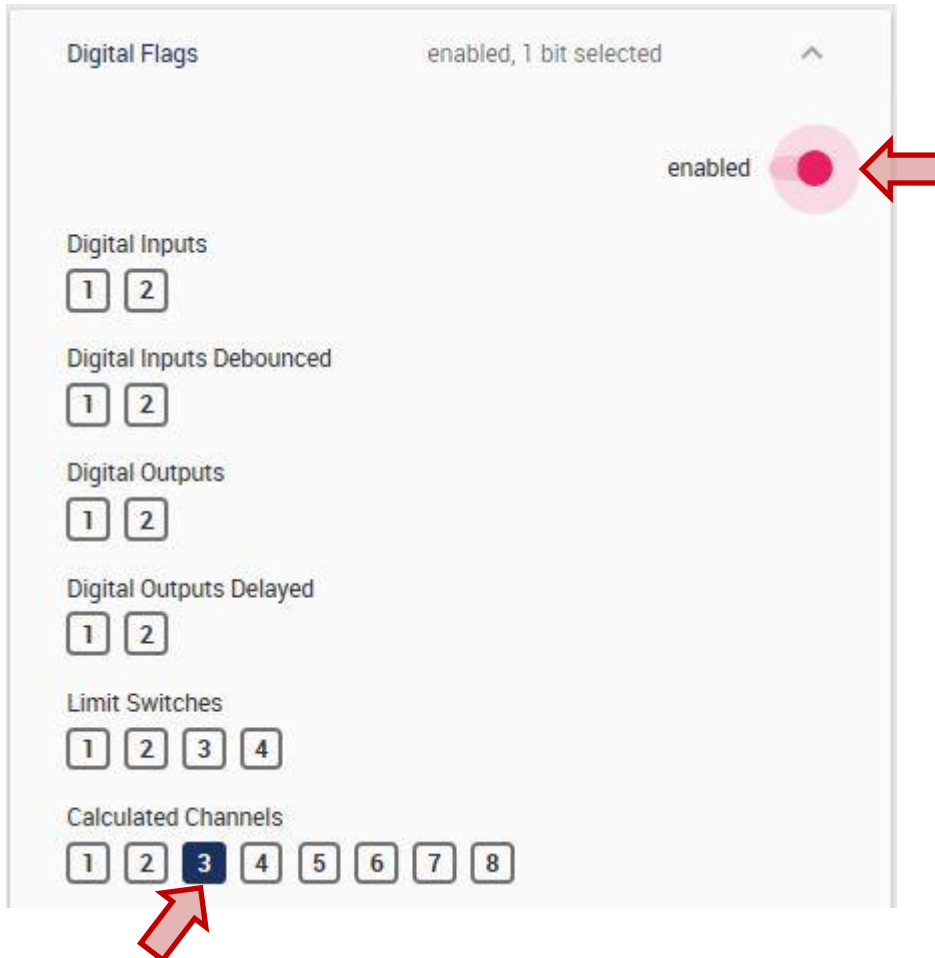 Digital Flags enabled, 1 bit selected
enabled
Digital Inputs
1 2
Digital Inputs Debounced
1 2
Digital Outputs
1 2
Digital Outputs Delayed
1 2
Limit Switches
1 2 3 4
Calculated Channels
1 2 3 4 5 6 7 8